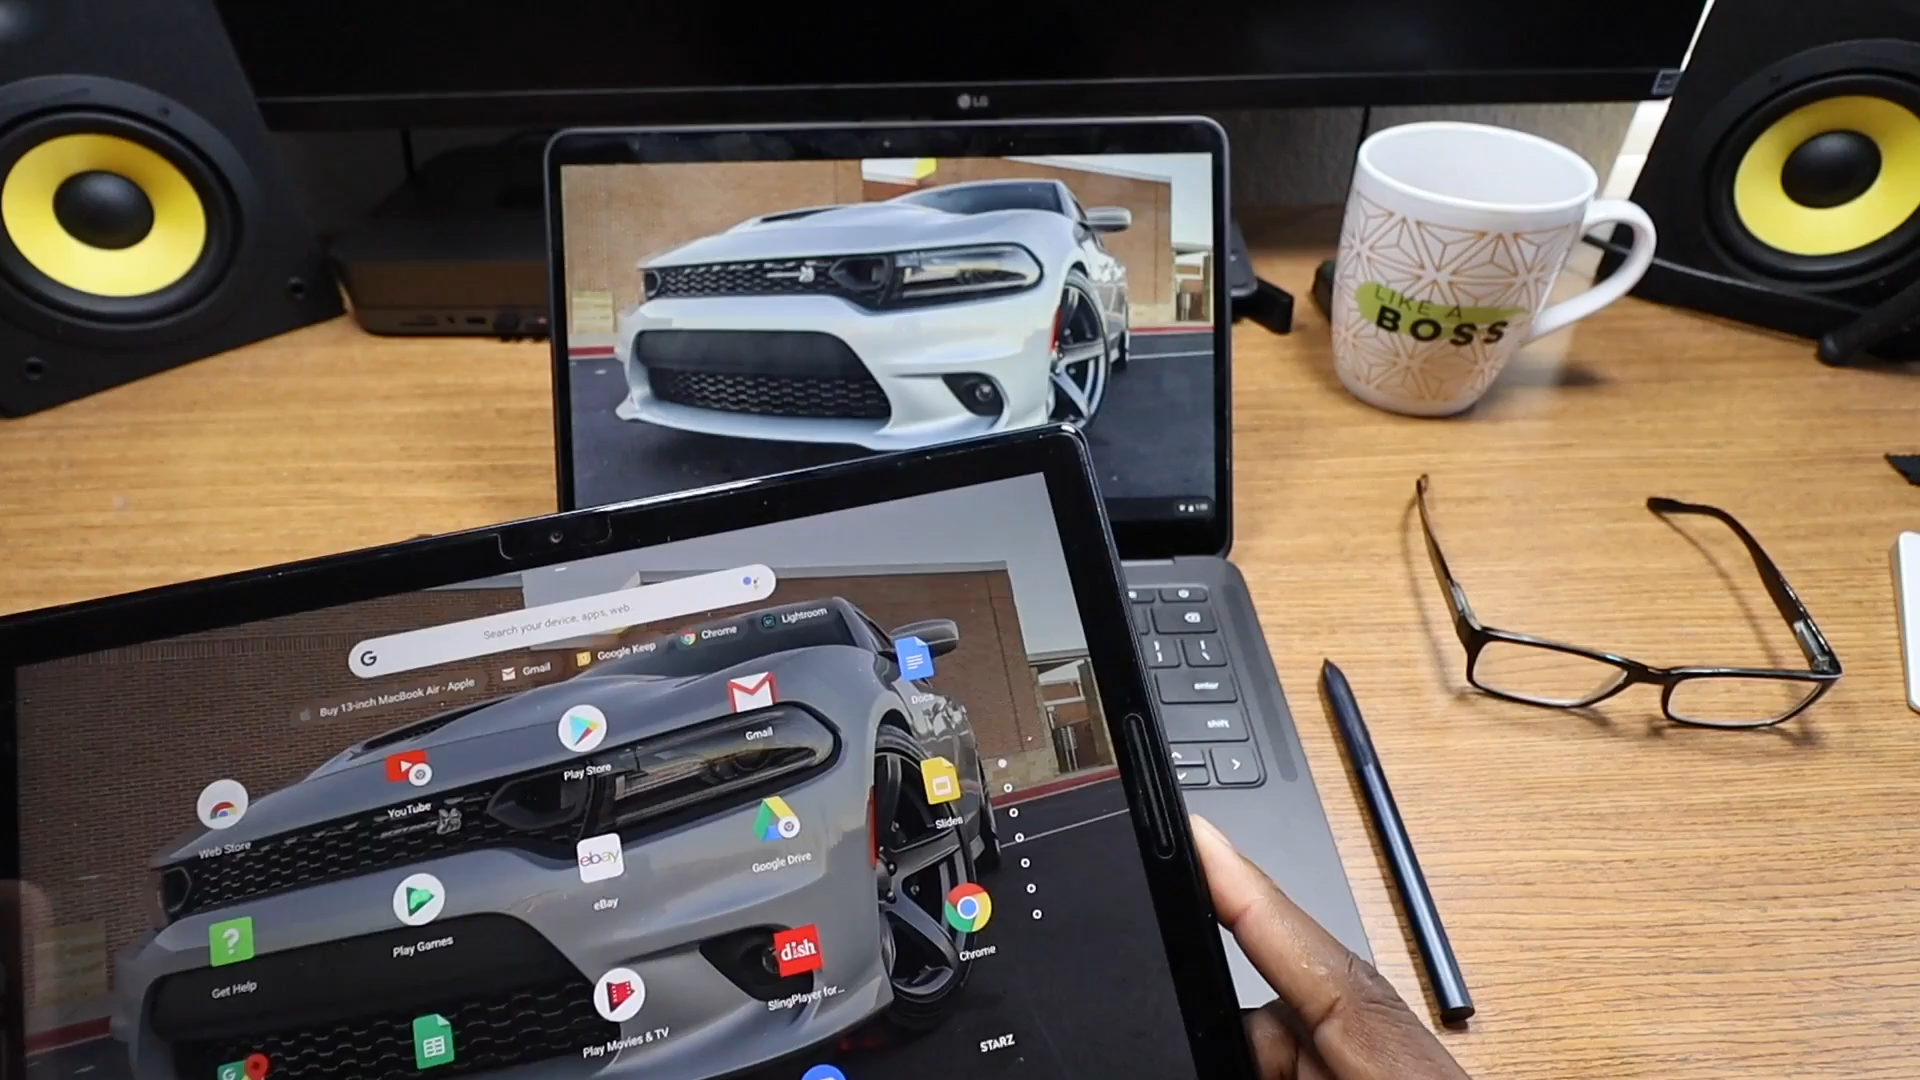 LG
LIKE A
BOSS
Search your device, apps, web...
Buy 13-inch MacBook Air - Apple
Gmail
Google Keep
Chrome
Lightroom
Web Store
YouTube
Play Store
Gmail
Docs
Get Help
Play Games
ebay
eBay
Google Drive
Slides
Play Movies & TV
dish
SlingPlayer for...
Chrome
STARZ
enter
shift